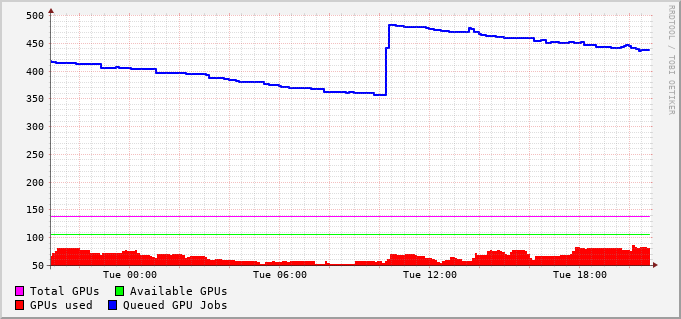 500
450
400
350
300
250
200
150
100
50
Tue 00:00 Tue 06:00 Tue 12:00 Tue 18:00
Total GPUs Available GPUs
GPUs used Queued GPU Jobs
RRDTOOL / TOBI OETIKER